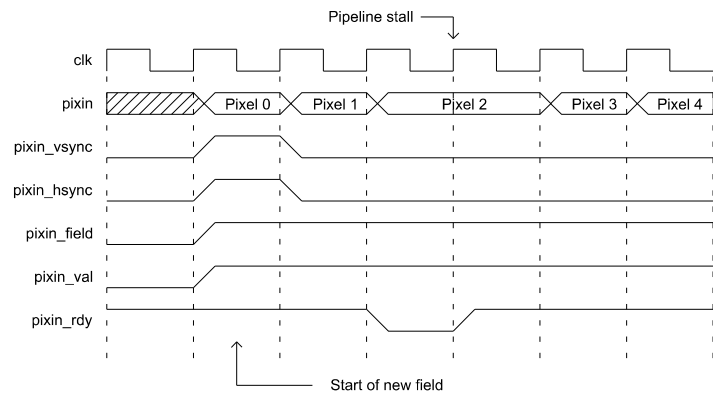 Pipeline stall
clk
pixin Pixel 0 Pixel 1 Pixel 2 Pixel 3 Pixel 4
pixin_vsync
pixin_hsync
pixin_field
pixin_val
pixin_rdy
Start of new field